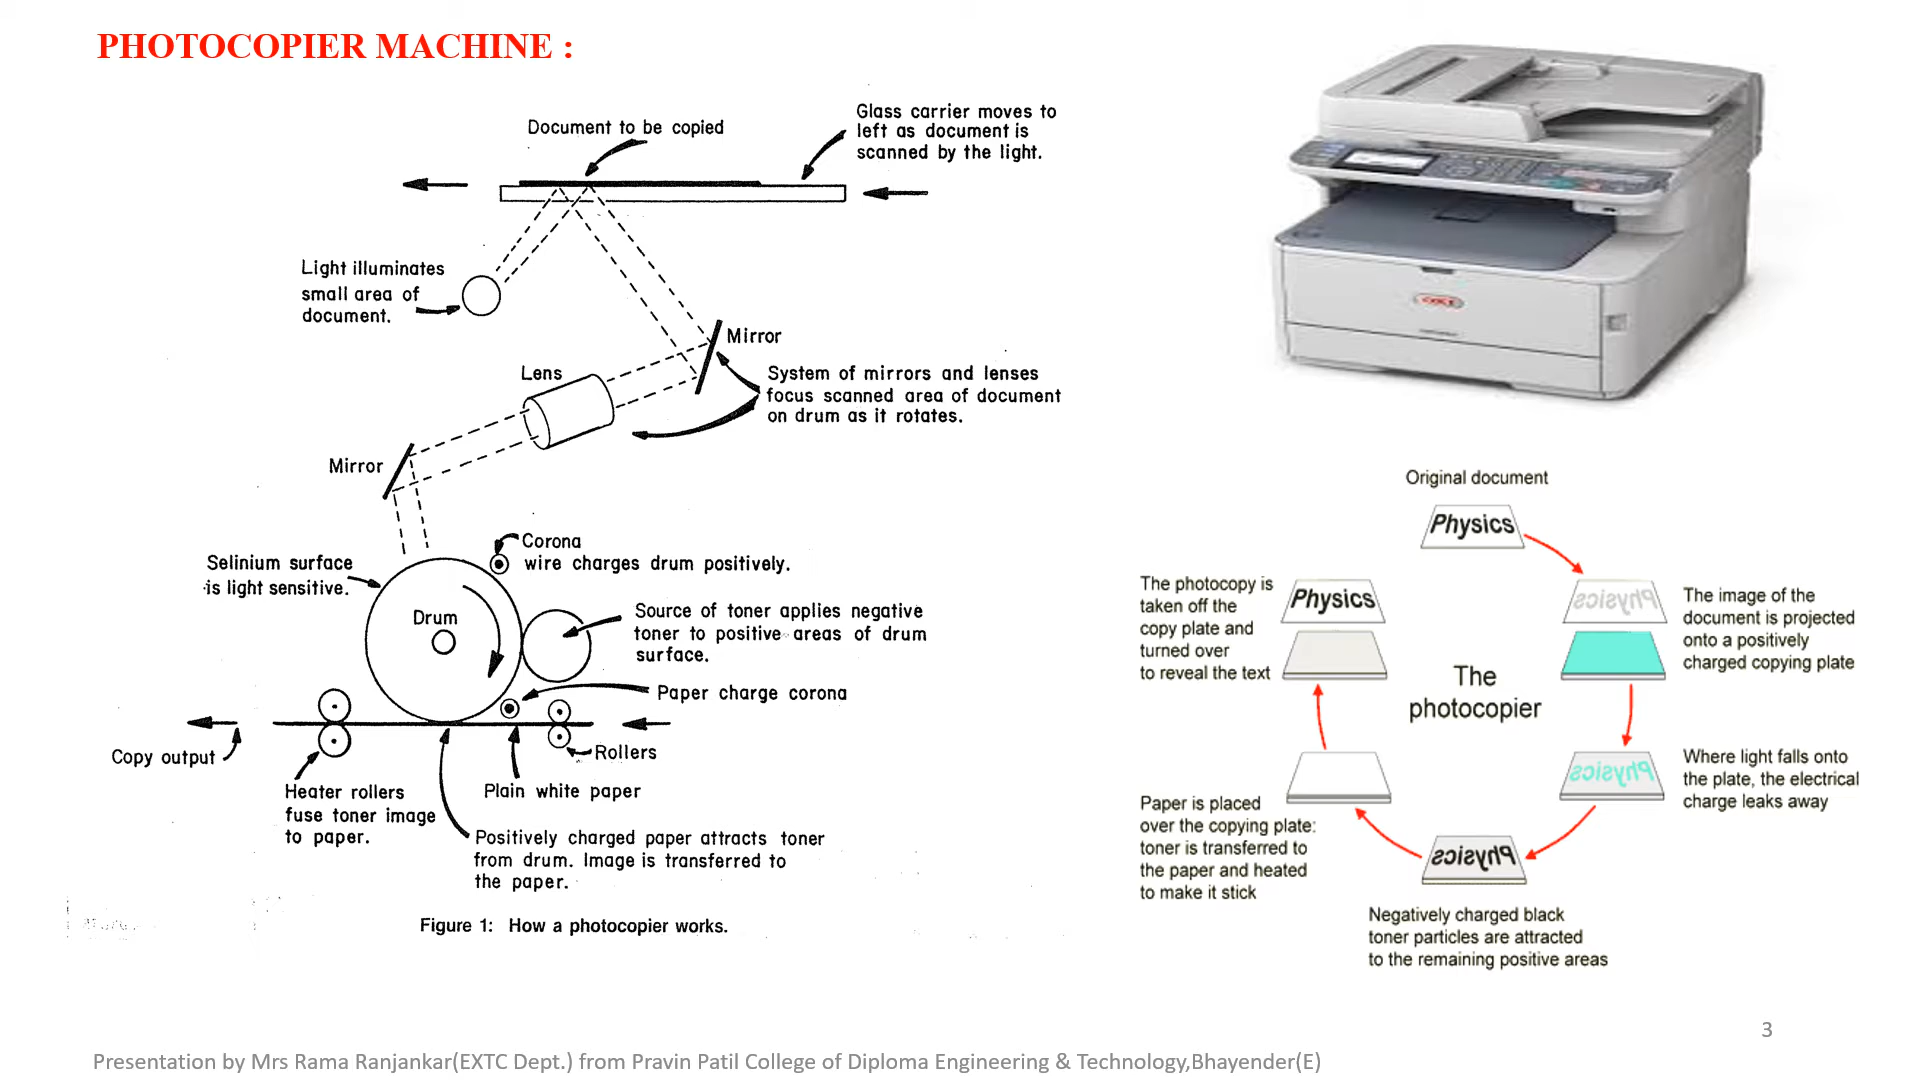 PHOTOCOPIER MACHINE :
Document to be copied
Glass carrier moves to
left as document is
scanned by the light.
Light illuminates
small area of
document.
Mirror
Lens
System of mirrors and lenses
focus scanned area of document
on drum as it rotates.
Mirror
Corona
wire charges drum positively.
Selinium surface
is light sensitive.
Drum
Source of toner applies negative
toner to positive areas of drum
surface.
Paper charge corona
Copy output
Rollers
Heater rollers
fuse toner image
to paper.
Plain white paper
Positively charged paper attracts toner
from drum. Image is transferred to
the paper.
Figure 1: How a photocopier works.
OKI
Original document
Physics
Physics
The image of the
document is projected
onto a positively
charged copying plate
Physics
Where light falls onto
the plate, the electrical
charge leaks away
Physics
Negatively charged black
toner particles are attracted
to the remaining positive areas
Paper is placed
over the copying plate:
toner is transferred to
the paper and heated
to make it stick
The photocopy is
taken off the
copy plate and
turned over
to reveal the text
Physics
The
photocopier
3
Presentation by Mrs Rama Ranjankar(EXTC Dept.) from Pravin Patil College of Diploma Engineering & Technology,Bhayender(E)